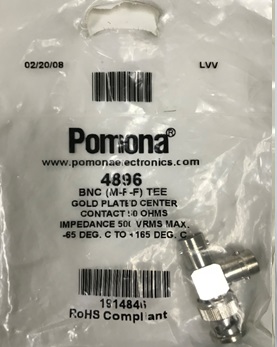 02/20/08 LVV
Pomona®
www.pomonaelectronics.com
4896
BNC (M-F-F) TEE
GOLD PLATED CENTER
CONTACT 50 OHMS
IMPEDANCE 500 VRMS MAX.
-65 DEG. C TO +165 DEG. C
1914846
RoHS Compliant